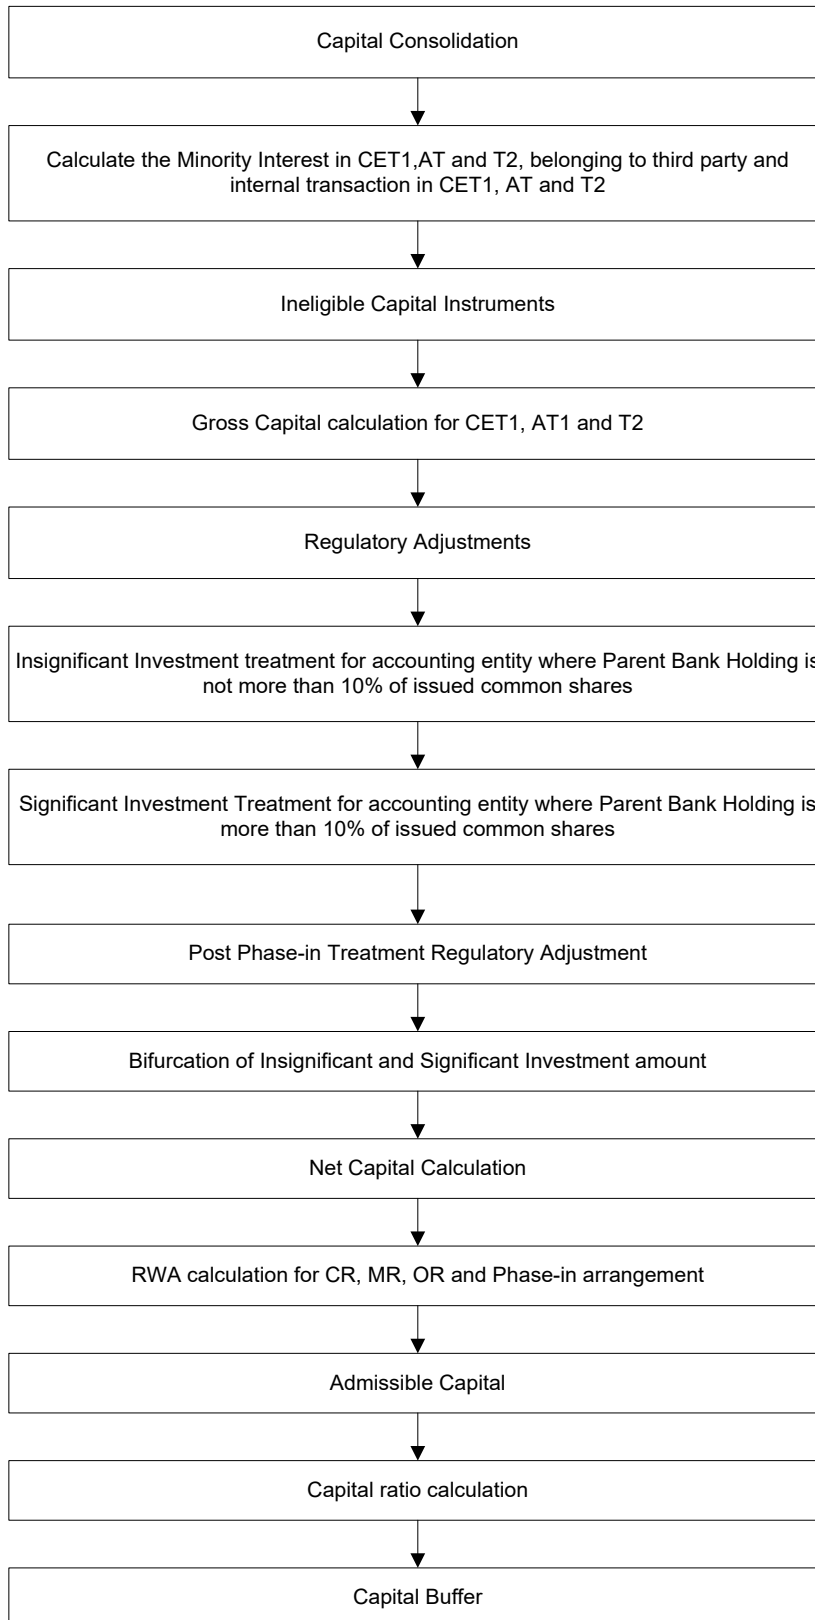 Capital Consolidation
Calculate the Minority Interest in CET1,AT and T2, belonging to third party and
internal transaction in CET1, AT and T2
Ineligible Capital Instruments
Gross Capital calculation for CET1, AT1 and T2
Regulatory Adjustments
Insignificant Investment treatment for accounting entity where Parent Bank Holding is
not more than 10% of issued common shares
Significant Investment Treatment for accounting entity where Parent Bank Holding is
more than 10% of issued common shares
Post Phase-in Treatment Regulatory Adjustment
Bifurcation of Insignificant and Significant Investment amount
Net Capital Calculation
RWA calculation for CR, MR, OR and Phase-in arrangement
Admissible Capital
Capital ratio calculation
Capital Buffer